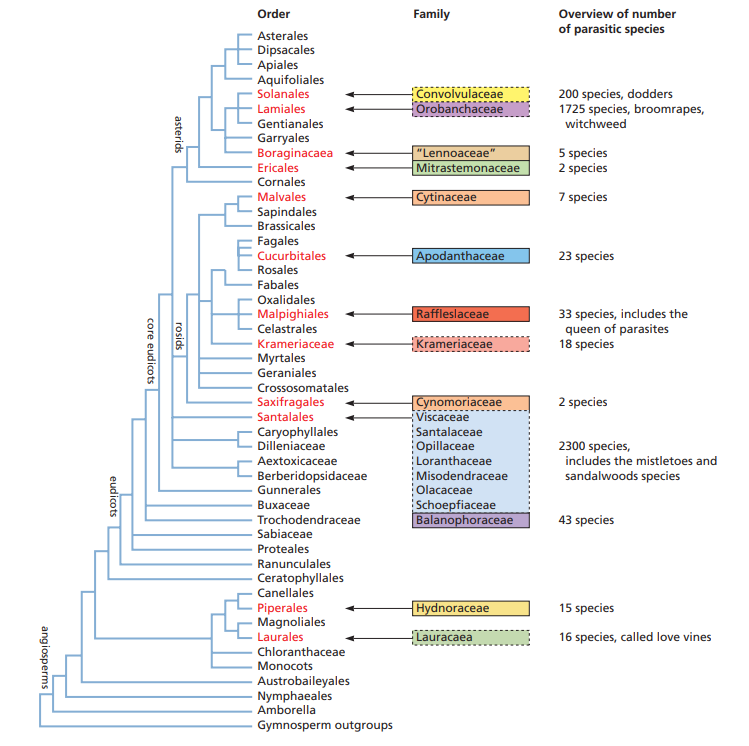 Order Family Overview of number
of parasitic species
Asterales
Dipsacales
Apiales
Aquifoliales
Solanales Convolvulaceae 200 species, dodders
Lamiales Orobanchaceae 1725 species, broomrapes,
Gentianales witchweed
Garryales
Boraginacaea “Lennoaceae” 5 species
Ericales Mitrastemonaceae 2 species
Cornales
asterids
Malvales Cytinaceae 7 species
Sapindales
Brassicales
Fagales
Cucurbitales Apodanthaceae 23 species
Rosales
Fabales
Oxalidales
Malpighiales Raffleslaceae 33 species, includes the
Celastrales queen of parasites
Krameriaceae Krameriaceae 18 species
Myrtales
Geraniales
Crossosomatales
rosids
core eudicots
Saxifragales Cynomoriaceae 2 species
Santalales Viscaceae
Caryophyllales Santalaceae
Dilleniaceae Opillaceae 2300 species,
Aextoxicaceae Loranthaceae includes the mistletoes and
Berberidopsidaceae Misodendraceae sandalwoods species
Gunnerales Olacaceae
Buxaceae Schoepfiaceae
Trochodendraceae Balanophoraceae 43 species
eudicots
Sabiaceae
Proteales
Ranunculales
Ceratophyllales
Canellales
Piperales Hydnoraceae 15 species
Magnoliales
Laurales Lauracaea 16 species, called love vines
Chloranthaceae
Monocots
Austrobaileyales
Nymphaeales
Amborella
Gymnosperm outgroups
angiosperms